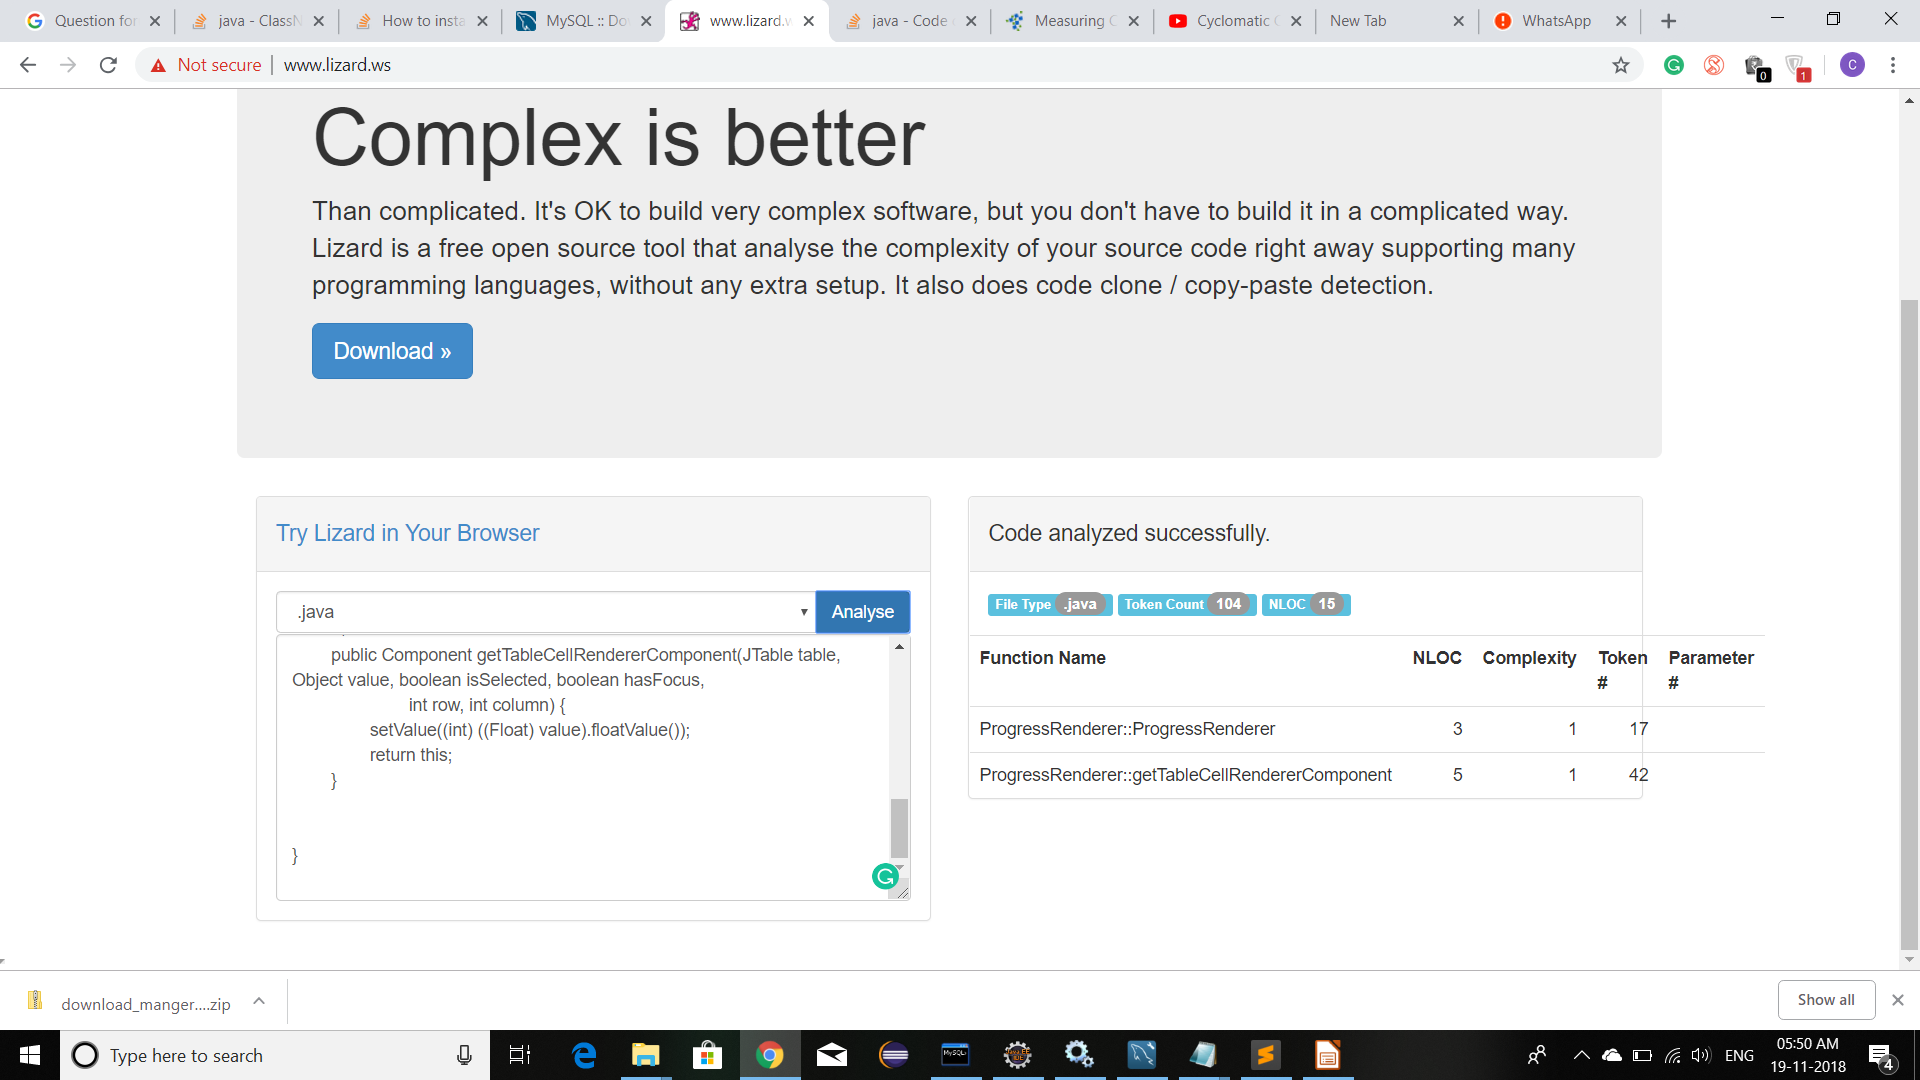 Question for
java - ClassN
How to insta
MySQL :: Do
www.lizard.w
java - Code
Measuring C
Cyclomatic C
New Tab
WhatsApp
Not secure
www.lizard.ws
0
1
C
Complex is better
Than complicated. It's OK to build very complex software, but you don't have to build it in a complicated way.
Lizard is a free open source tool that analyse the complexity of your source code right away supporting many
programming languages, without any extra setup. It also does code clone / copy-paste detection.
Download »
Try Lizard in Your Browser
.java
Analyse
public Component getTableCellRendererComponent(JTable table,
Object value, boolean isSelected, boolean hasFocus,
int row, int column) {
setValue((int) ((Float) value).floatValue());
return this;
}
}
Code analyzed successfully.
File Type .java Token Count 104 NLOC 15
Function Name NLOC Complexity Token # Parameter #
ProgressRenderer::ProgressRenderer 3 1 17
ProgressRenderer::getTableCellRendererComponent 5 1 42
download_manger....zip
Show all
Type here to search
ENG
05:50 AM
19-11-2018
4